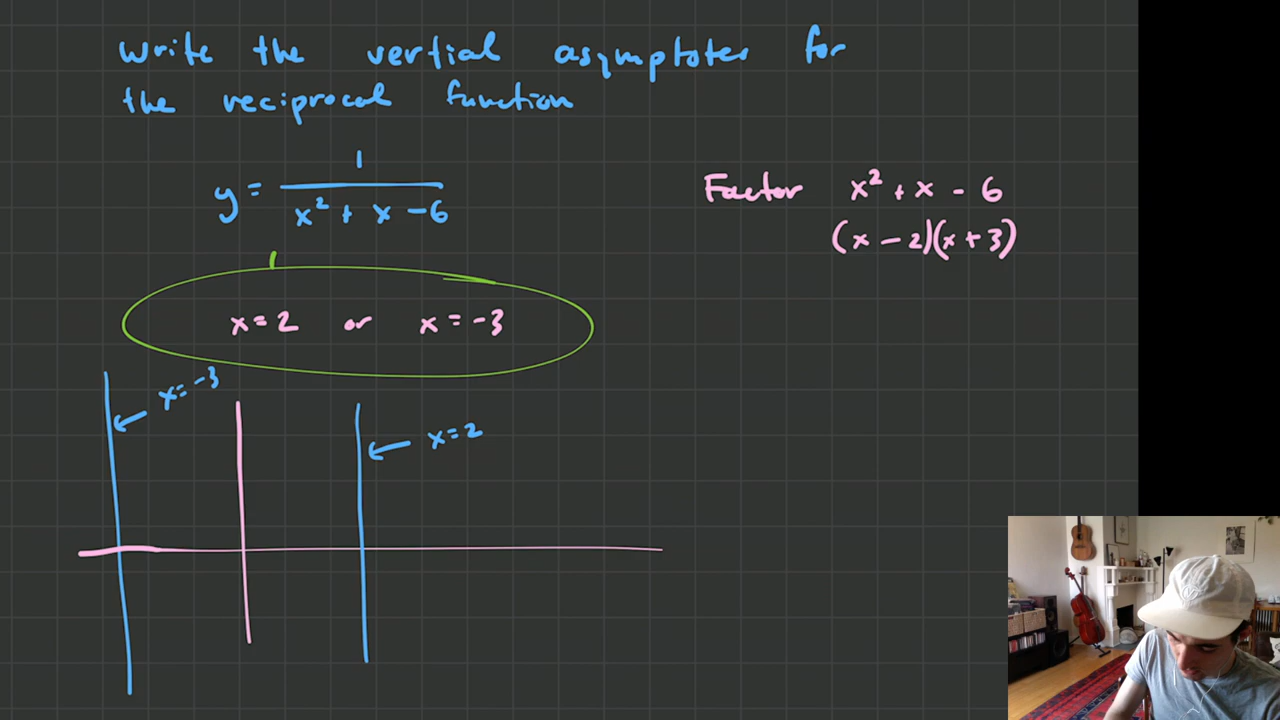 write the vertial asymptotes for
the reciprocal function
y = 1 / (x² + x - 6)
Factor x² + x - 6
(x - 2)(x + 3)
x = 2 or x = -3
x = -3
x = 2